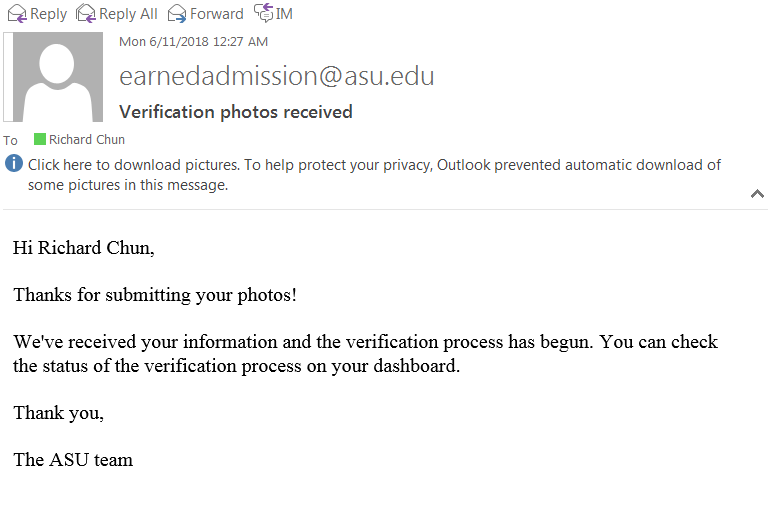 Reply Reply All Forward IM
Mon 6/11/2018 12:27 AM
earnedadmission@asu.edu
Verification photos received
To Richard Chun
Click here to download pictures. To help protect your privacy, Outlook prevented automatic download of
some pictures in this message.
Hi Richard Chun,
Thanks for submitting your photos!
We've received your information and the verification process has begun. You can check
the status of the verification process on your dashboard.
Thank you,
The ASU team